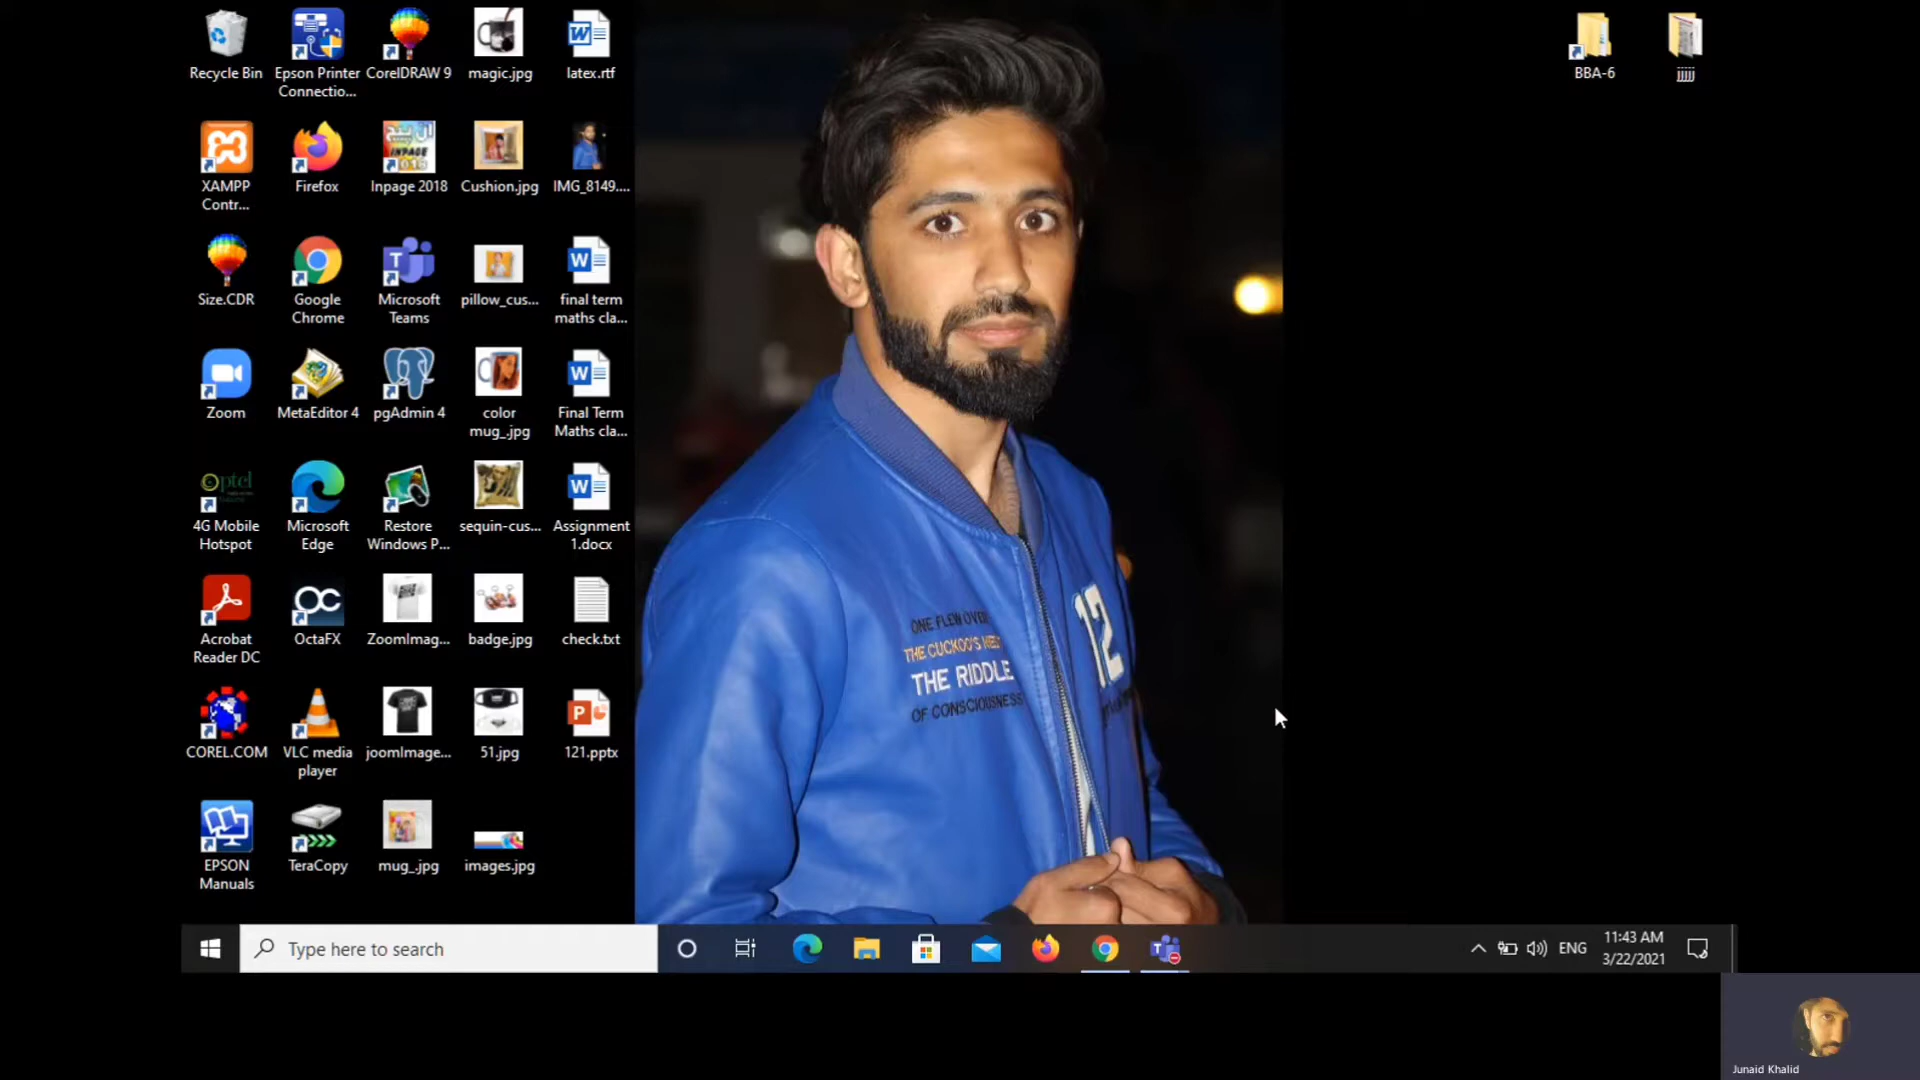 Recycle Bin
Epson Printer Connectio...
CorelDRAW 9
magic.jpg
latex.rtf
BBA-6
jjjjj
XAMPP Contr...
Firefox
Inpage 2018
Cushion.jpg
IMG_8149....
Size.CDR
Google Chrome
Microsoft Teams
pillow_cus...
final term maths cla...
Zoom
MetaEditor 4
pgAdmin 4
color mug_.jpg
Final Term Maths cla...
4G Mobile Hotspot
Microsoft Edge
Restore Windows P...
sequin-cus...
Assignment 1.docx
Acrobat Reader DC
OctaFX
ZoomImag...
badge.jpg
check.txt
COREL.COM
VLC media player
joomImage...
51.jpg
121.pptx
EPSON Manuals
TeraCopy
mug_.jpg
images.jpg
ONE FLEW OVER
THE CUCKOO'S
THE RIDDLE
OF CONSCIOUSNESS
12
Type here to search
ENG
11:43 AM
3/22/2021
Junaid Khalid